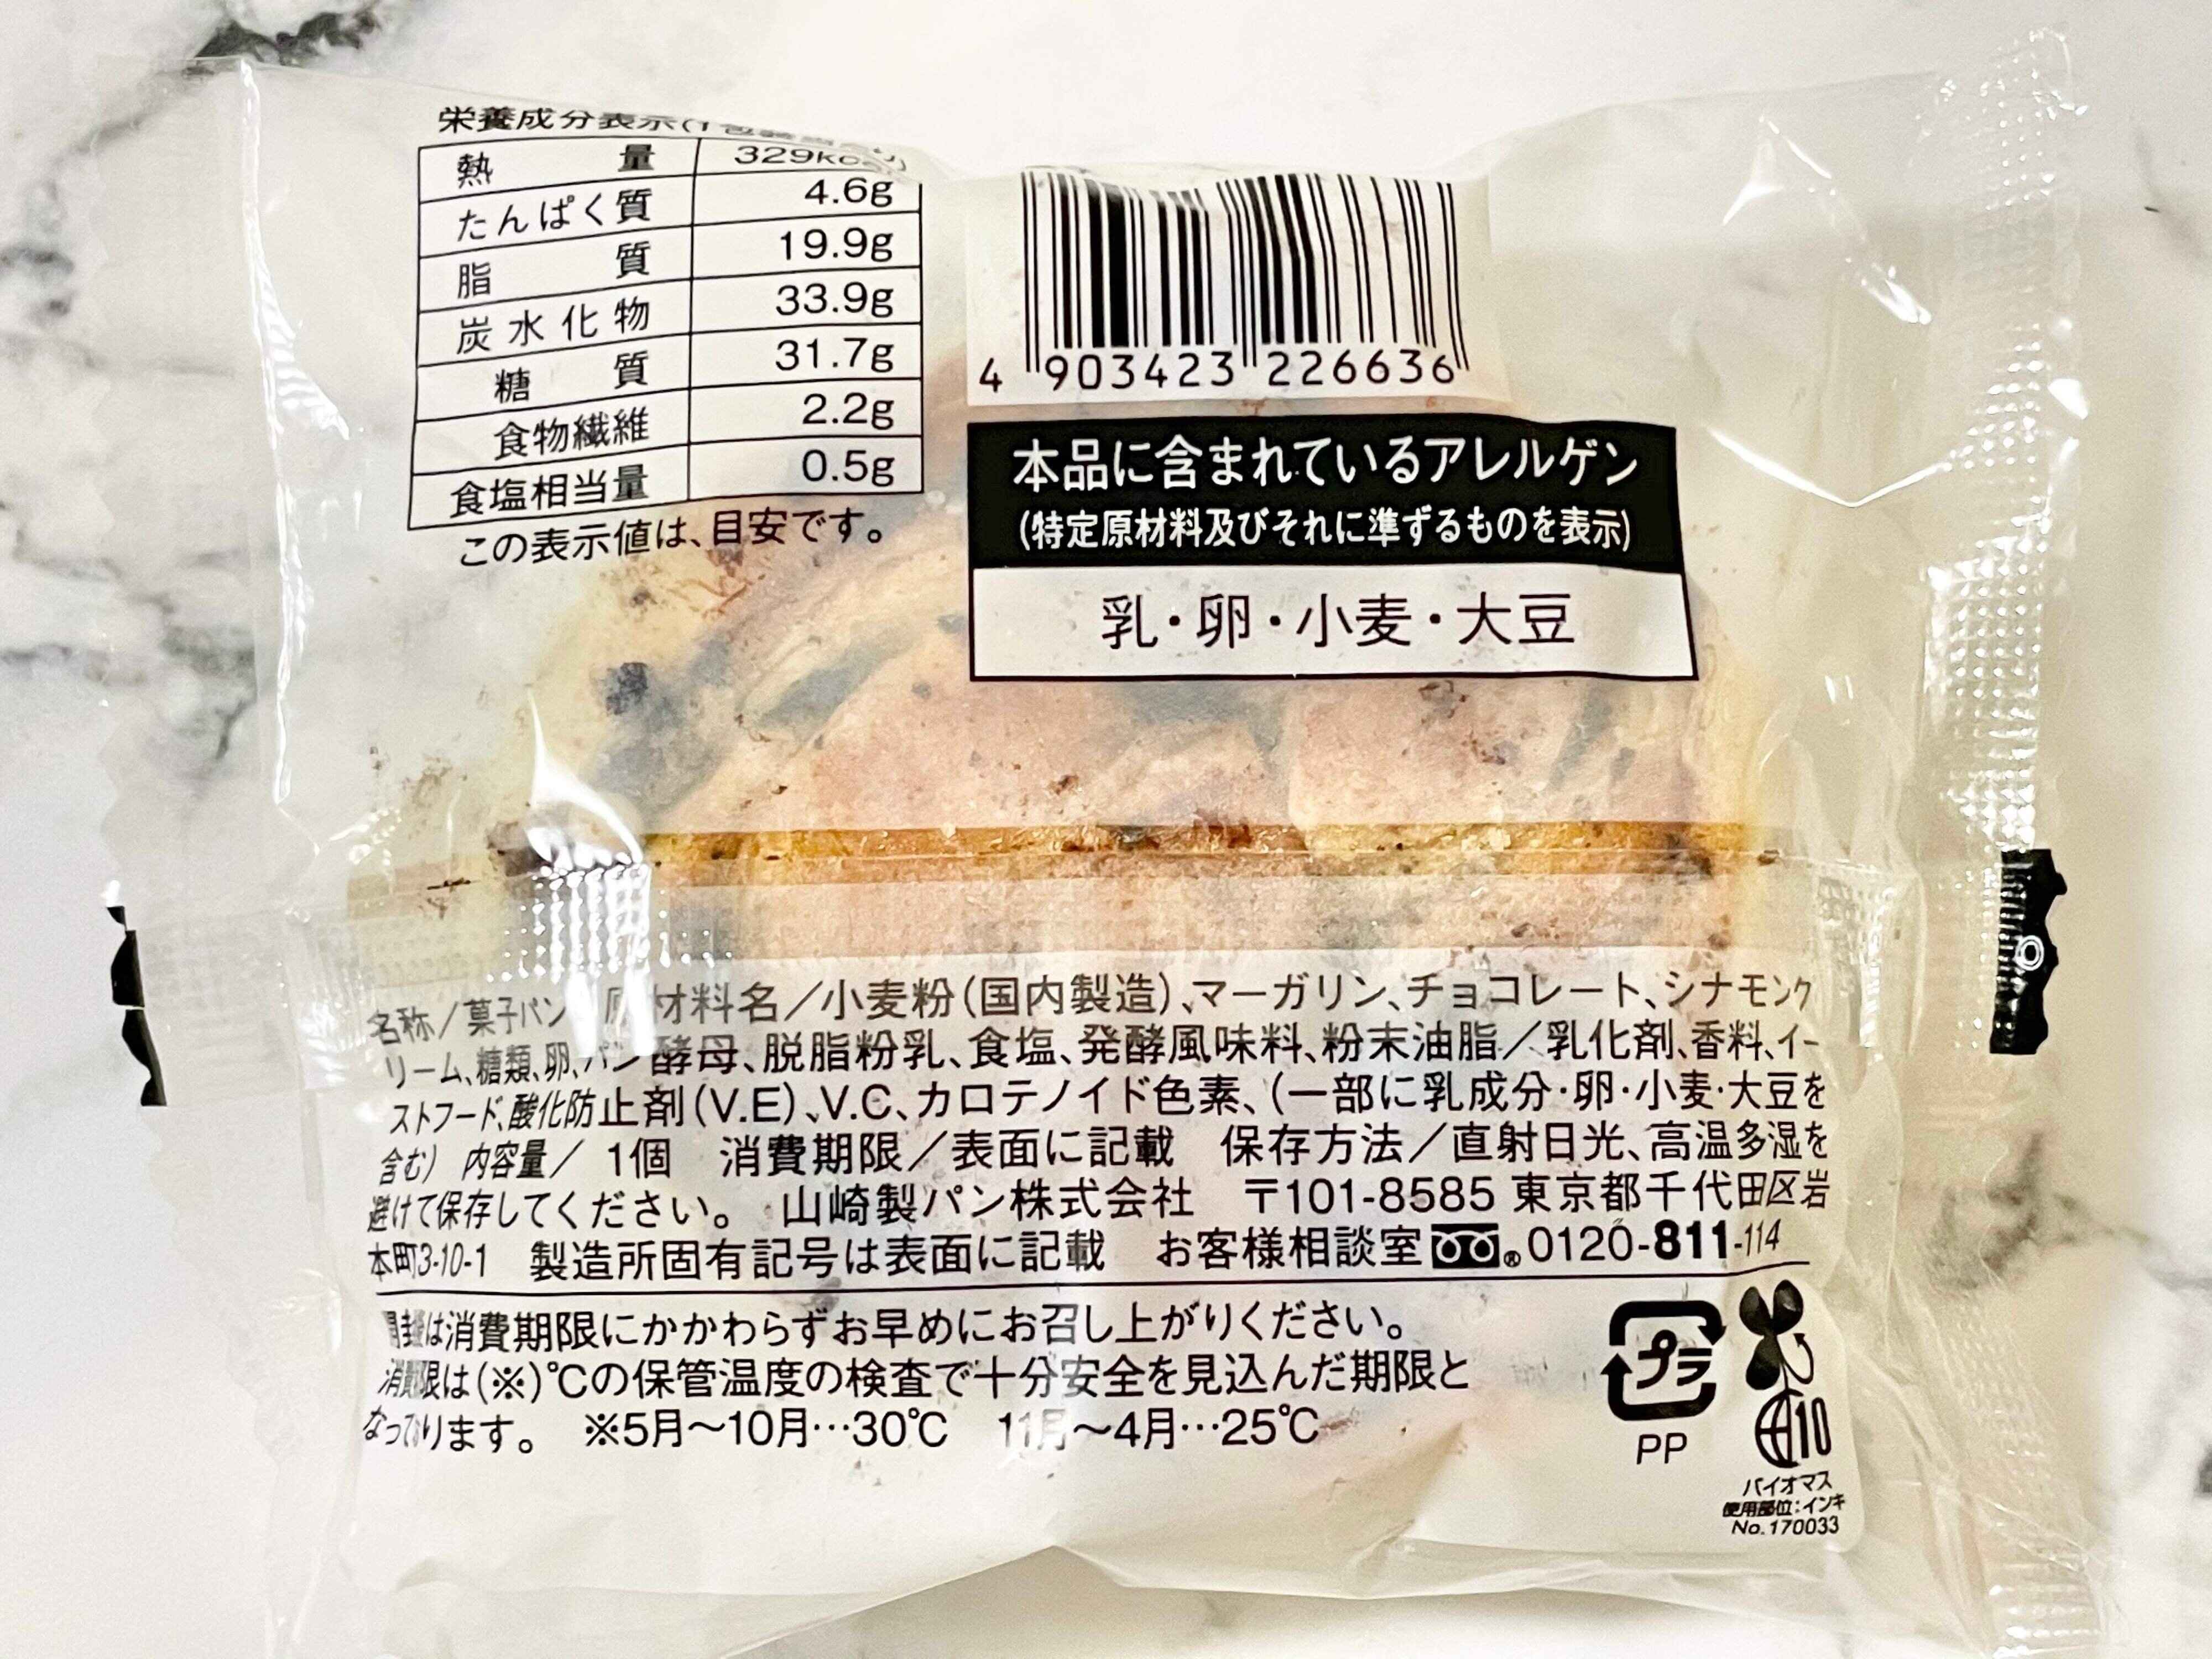 栄養成分表示(1包装当り)
熱量 329kcal
たんぱく質 4.6g
脂質 19.9g
炭水化物 33.9g
糖質 31.7g
食物繊維 2.2g
食塩相当量 0.5g
この表示値は、目安です。
4 903423 226636
本品に含まれているアレルゲン
(特定原材料及びそれに準ずるものを表示)
乳・卵・小麦・大豆
名称/菓子パン 原材料名/小麦粉(国内製造)、マーガリン、チョコレート、シナモンク
リーム、糖類、卵、パン酵母、脱脂粉乳、食塩、発酵風味料、粉末油脂/乳化剤、香料、イー
ストフード、酸化防止剤(V.E)、V.C、カロテノイド色素、(一部に乳成分・卵・小麦・大豆を
含む) 内容量/ 1個 消費期限/表面に記載 保存方法/直射日光、高温多湿を
避けて保存してください。 山崎製パン株式会社 〒101-8585 東京都千代田区岩
本町3-10-1 製造所固有記号は表面に記載 お客様相談室 ®0120-811-114
は消費期限にかかわらずお早めにお召し上がりください。
消費期限は(※)℃の保管温度の検査で十分安全を見込んだ期限と
なっております。 ※5月〜10月…30℃ 11月〜4月…25℃
プラ
PP
10
バイオマス
使用部位:インキ
No.170033